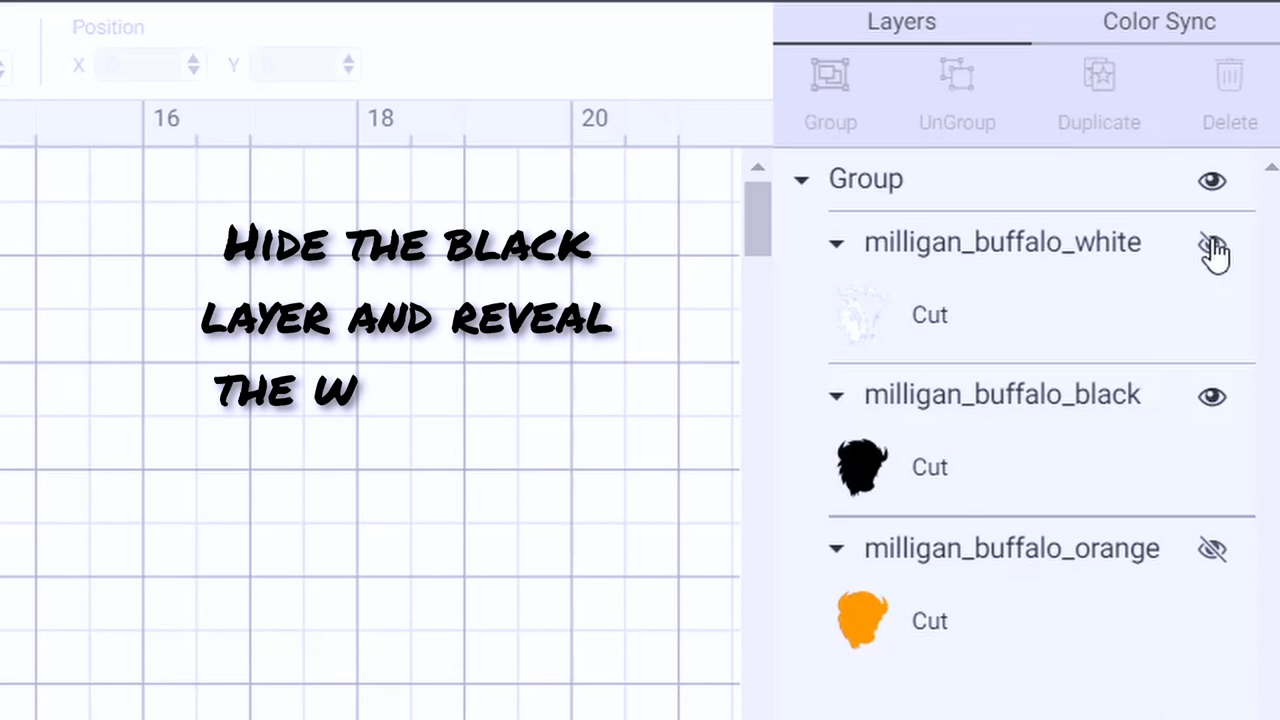 Position
X
Y
16 18 20
HIDE THE BLACK
LAYER AND REVEAL
THE W
Layers Color Sync
Group UnGroup Duplicate Delete
Group
milligan_buffalo_white
Cut
milligan_buffalo_black
Cut
milligan_buffalo_orange
Cut